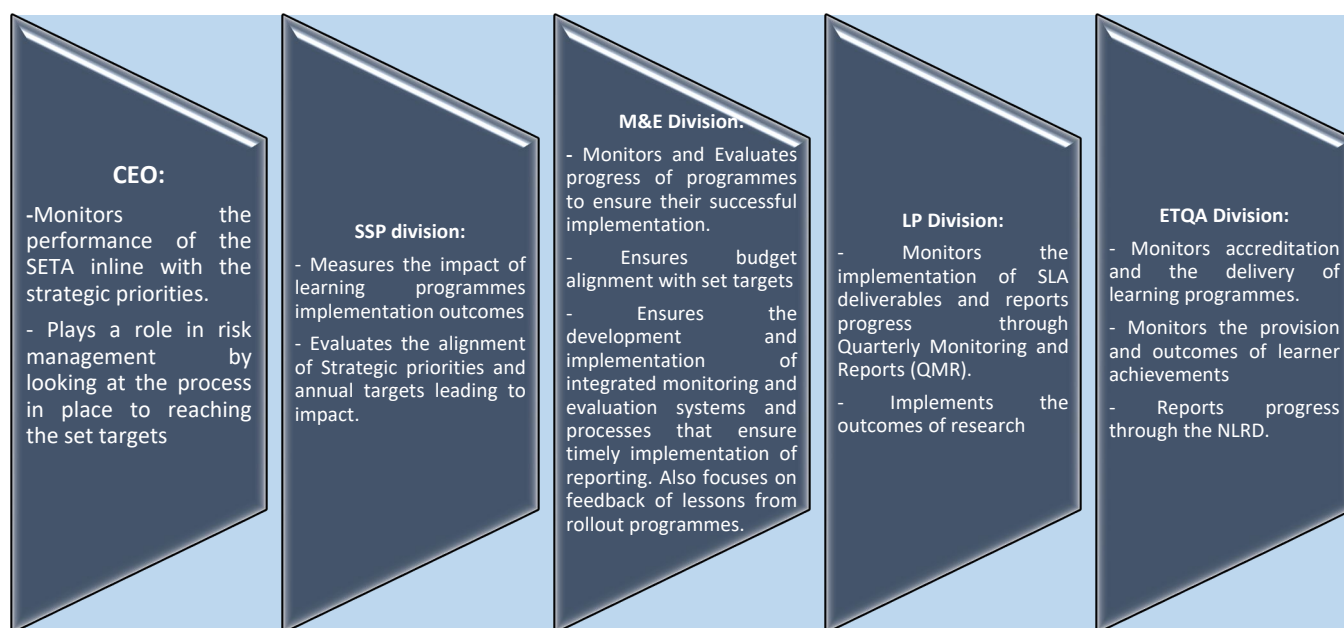 CEO:
-Monitors the
performance of the
SETA inline with the
strategic priorities.
- Plays a role in risk
management by
looking at the process
in place to reaching
the set targets
SSP division:
- Measures the impact of
learning programmes
implementation outcomes
- Evaluates the alignment
of Strategic priorities and
annual targets leading to
impact.
M&E Division:
- Monitors and Evaluates
progress of programmes
to ensure their successful
implementation.
- Ensures budget
alignment with set targets
- Ensures the
development and
implementation of
integrated monitoring and
evaluation systems and
processes that ensure
timely implementation of
reporting. Also focuses on
feedback of lessons from
rollout programmes.
LP Division:
- Monitors the
implementation of SLA
deliverables and reports
progress through
Quarterly Monitoring and
Reports (QMR).
- Implements the
outcomes of research
ETQA Division:
- Monitors accreditation
and the delivery of
learning programmes.
- Monitors the provision
and outcomes of learner
achievements
- Reports progress
through the NLRD.